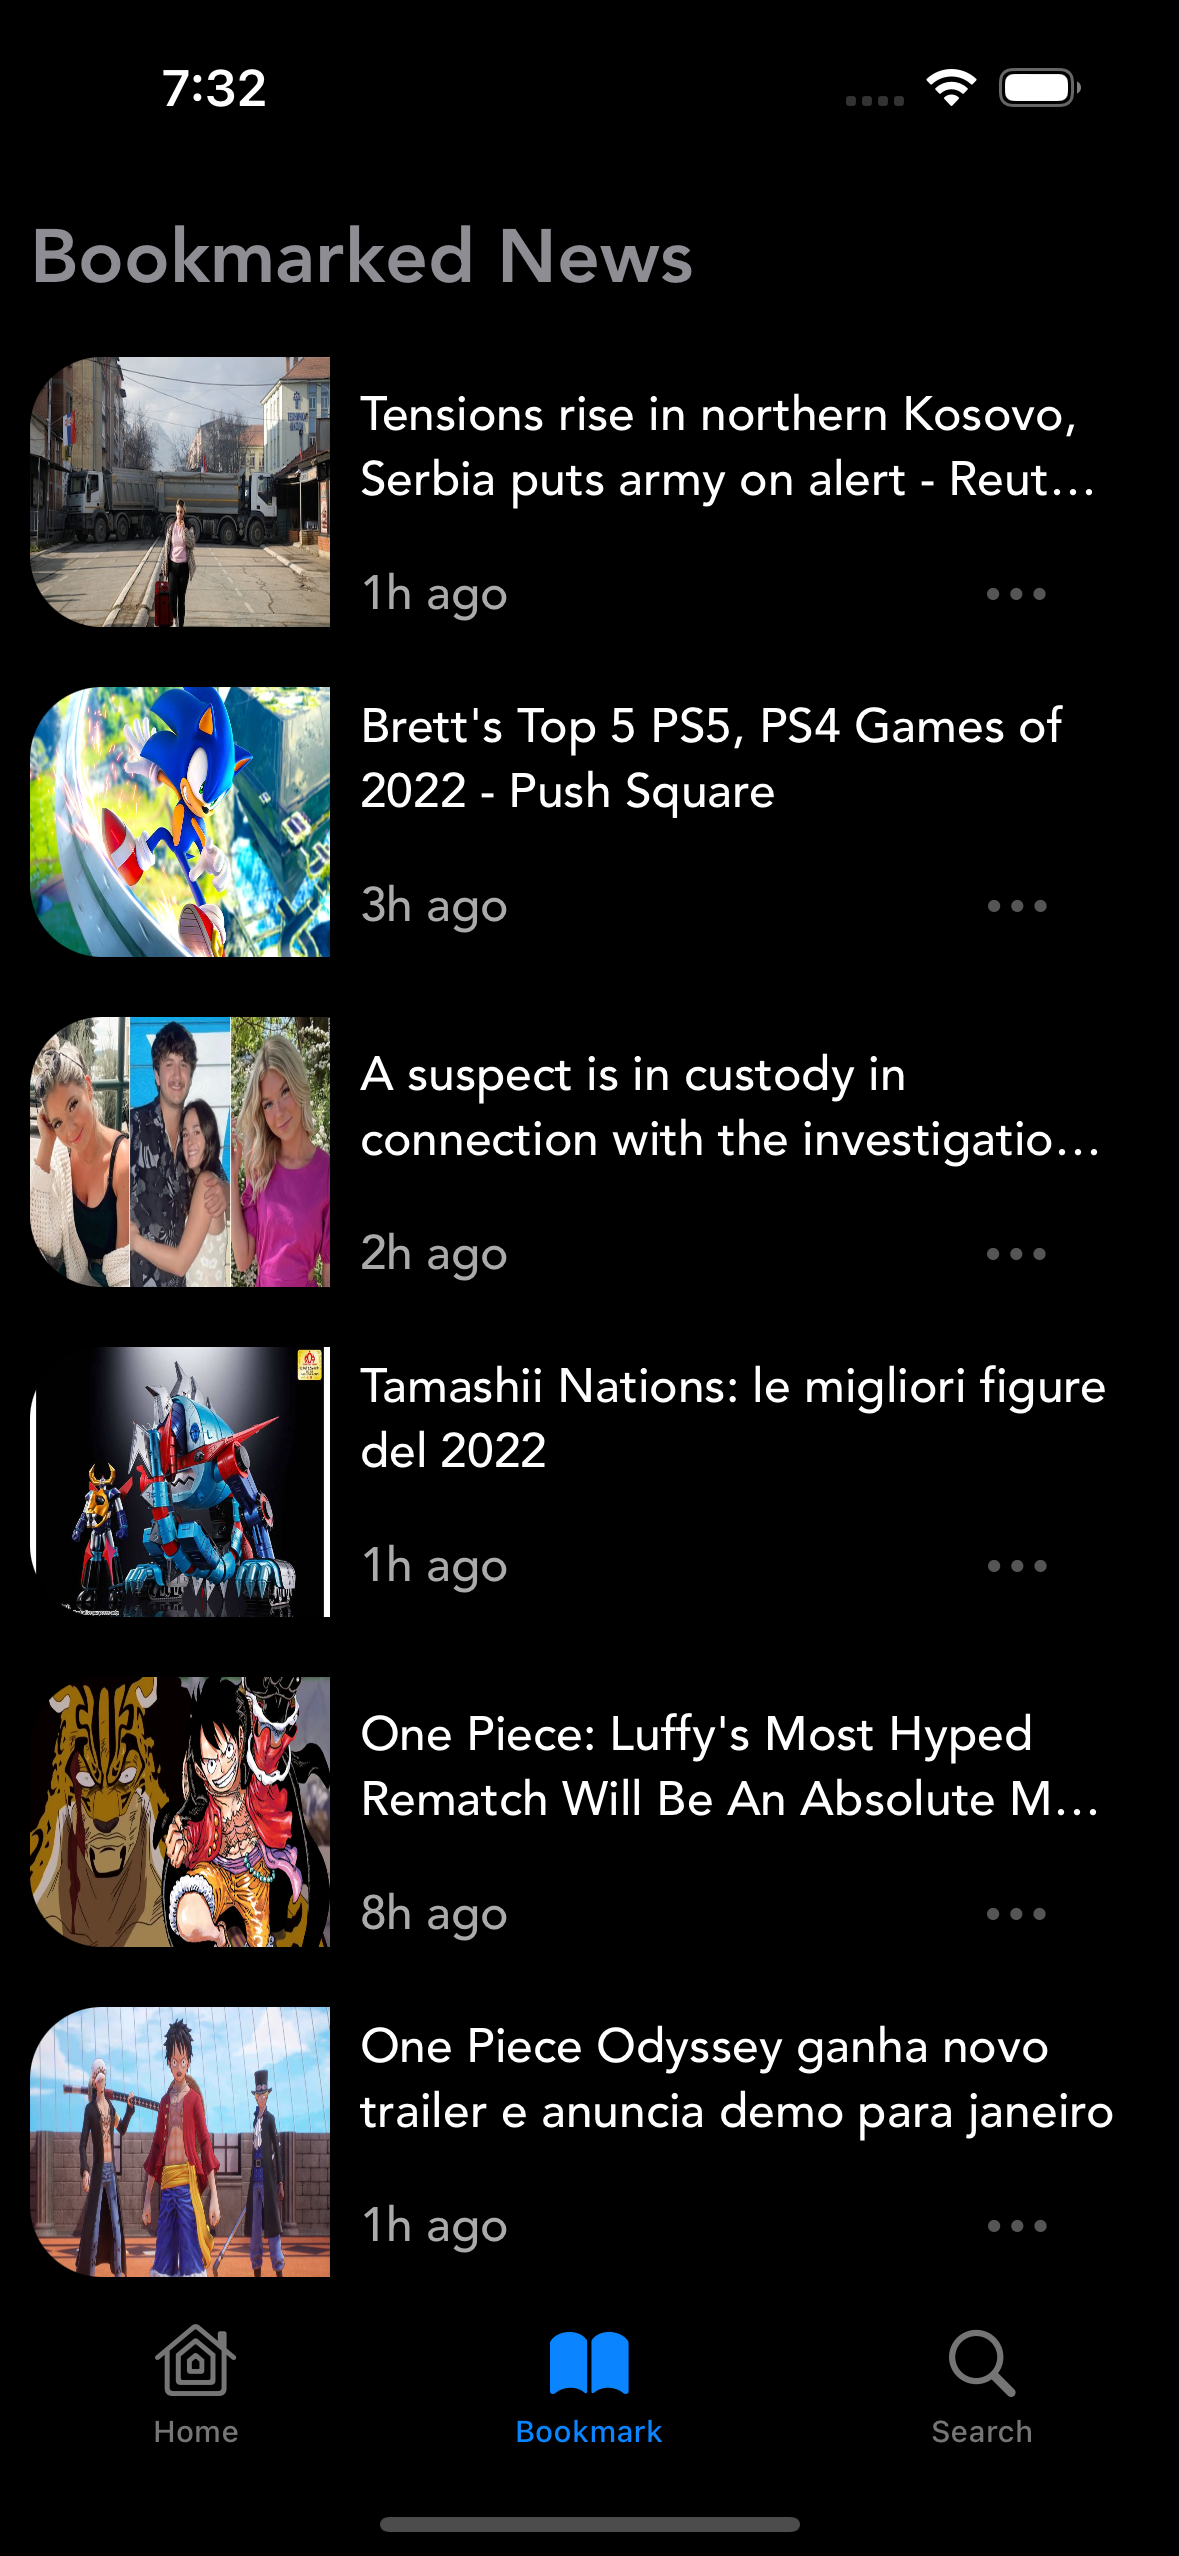 7:32
Bookmarked News
Tensions rise in northern Kosovo,
Serbia puts army on alert - Reut...
1h ago
Brett's Top 5 PS5, PS4 Games of
2022 - Push Square
3h ago
A suspect is in custody in
connection with the investigatio...
2h ago
Tamashii Nations: le migliori figure
del 2022
1h ago
One Piece: Luffy's Most Hyped
Rematch Will Be An Absolute M...
8h ago
One Piece Odyssey ganha novo
trailer e anuncia demo para janeiro
1h ago
Home
Bookmark
Search